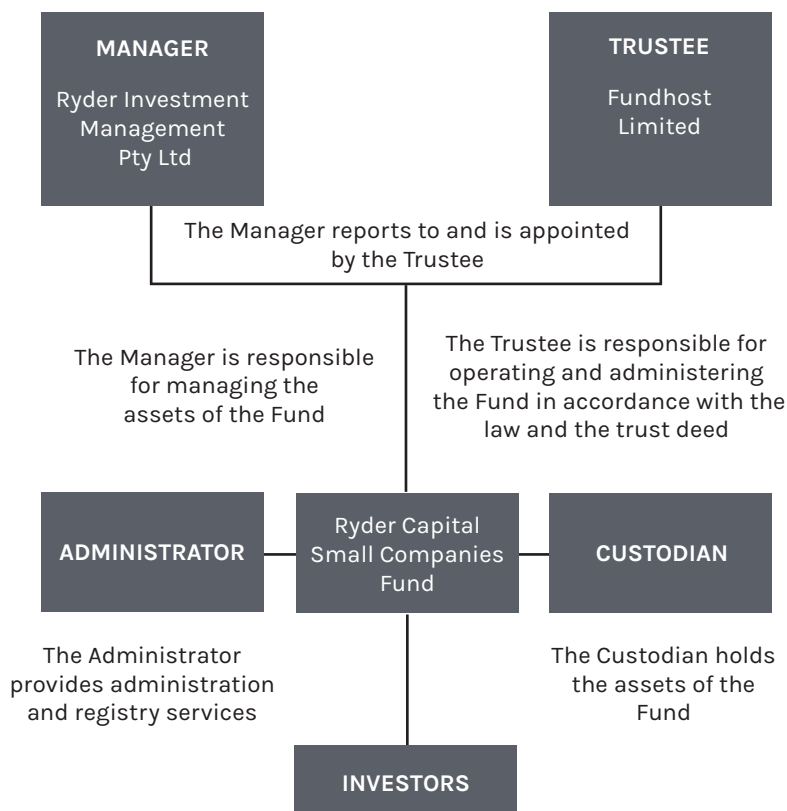 MANAGER
Ryder Investment
Management
Pty Ltd
TRUSTEE
Fundhost
Limited
The Manager reports to and is appointed
by the Trustee
The Manager is responsible
for managing the
assets of the Fund
The Trustee is responsible for
operating and administering
the Fund in accordance with the
law and the trust deed
ADMINISTRATOR
Ryder Capital
Small Companies
Fund
CUSTODIAN
The Administrator
provides administration
and registry services
The Custodian holds
the assets of the
Fund
INVESTORS